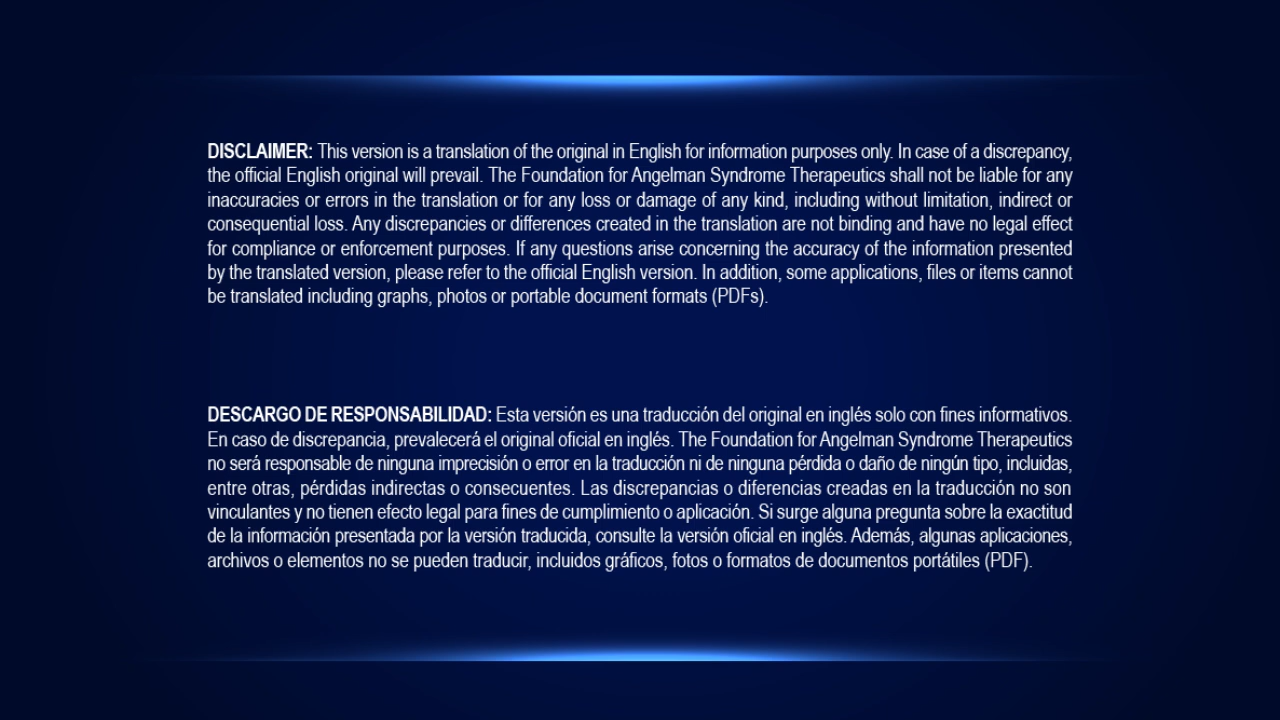 DISCLAIMER: This version is a translation of the original in English for information purposes only. In case of a discrepancy,
the official English original will prevail. The Foundation for Angelman Syndrome Therapeutics shall not be liable for any
inaccuracies or errors in the translation or for any loss or damage of any kind, including without limitation, indirect or
consequential loss. Any discrepancies or differences created in the translation are not binding and have no legal effect
for compliance or enforcement purposes. If any questions arise concerning the accuracy of the information presented
by the translated version, please refer to the official English version. In addition, some applications, files or items cannot
be translated including graphs, photos or portable document formats (PDFs).
DESCARGO DE RESPONSABILIDAD: Esta versión es una traducción del original en inglés solo con fines informativos.
En caso de discrepancia, prevalecerá el original oficial en inglés. The Foundation for Angelman Syndrome Therapeutics
no será responsable de ninguna imprecisión o error en la traducción ni de ninguna pérdida o daño de ningún tipo, incluidas,
entre otras, pérdidas indirectas o consecuentes. Las discrepancias o diferencias creadas en la traducción no son
vinculantes y no tienen efecto legal para fines de cumplimiento o aplicación. Si surge alguna pregunta sobre la exactitud
de la información presentada por la versión traducida, consulte la versión oficial en inglés. Además, algunas aplicaciones,
archivos o elementos no se pueden traducir, incluidos gráficos, fotos o formatos de documentos portátiles (PDF).